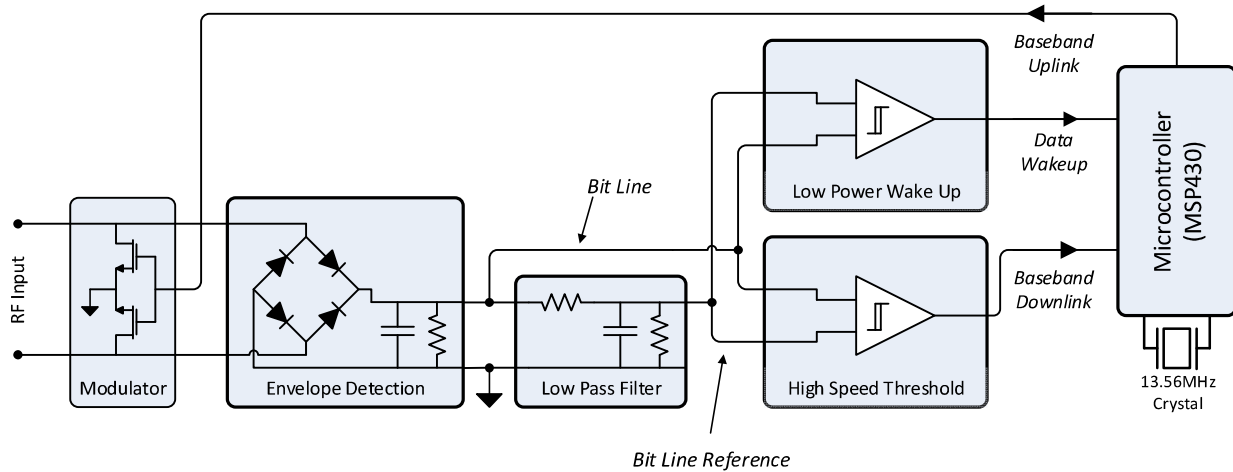 Baseband
Uplink
Microcontroller
(MSP430)
Data
Wakeup
Low Power Wake Up
Bit Line
RF Input
Baseband
Downlink
Modulator
Envelope Detection
Low Pass Filter
High Speed Threshold
13.56MHz
Crystal
Bit Line Reference